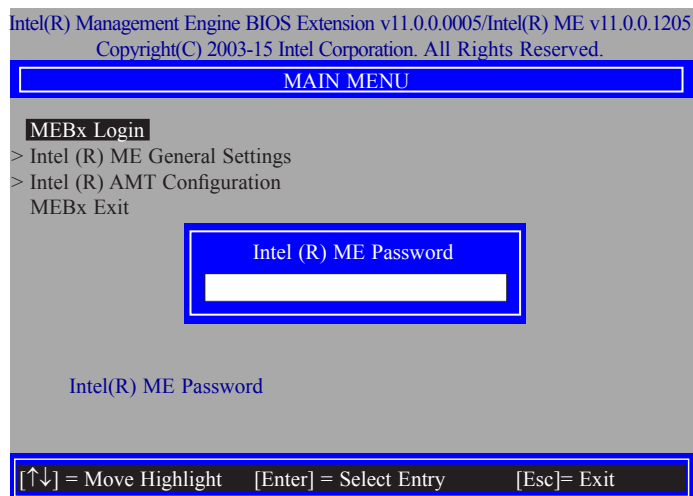 Intel(R) Management Engine BIOS Extension v11.0.0.0005/Intel(R) ME v11.0.0.1205
Copyright(C) 2003-15 Intel Corporation. All Rights Reserved.
MAIN MENU
MEBx Login
> Intel (R) ME General Settings
> Intel (R) AMT Configuration
MEBx Exit
Intel (R) ME Password
Intel(R) ME Password
[↑↓] = Move Highlight [Enter] = Select Entry [Esc]= Exit